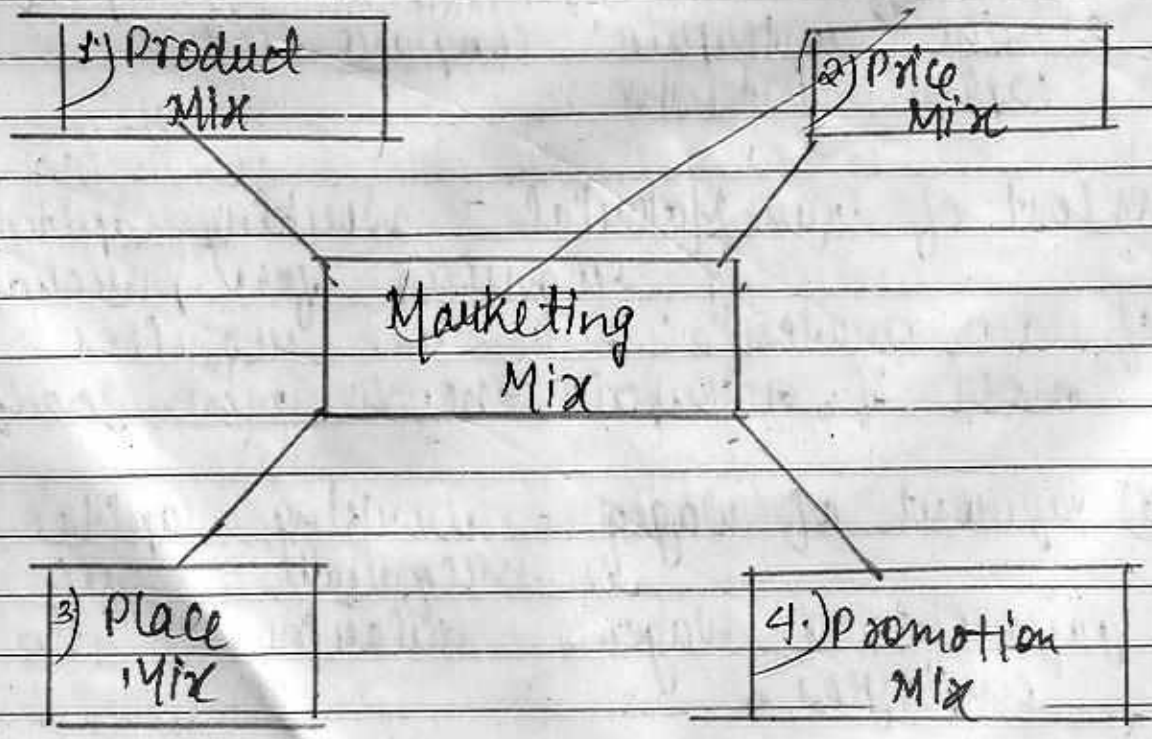 1) Product
Mix
2) Price
Mix
Marketing
Mix
3) Place
Mix
4.) Promotion
Mix